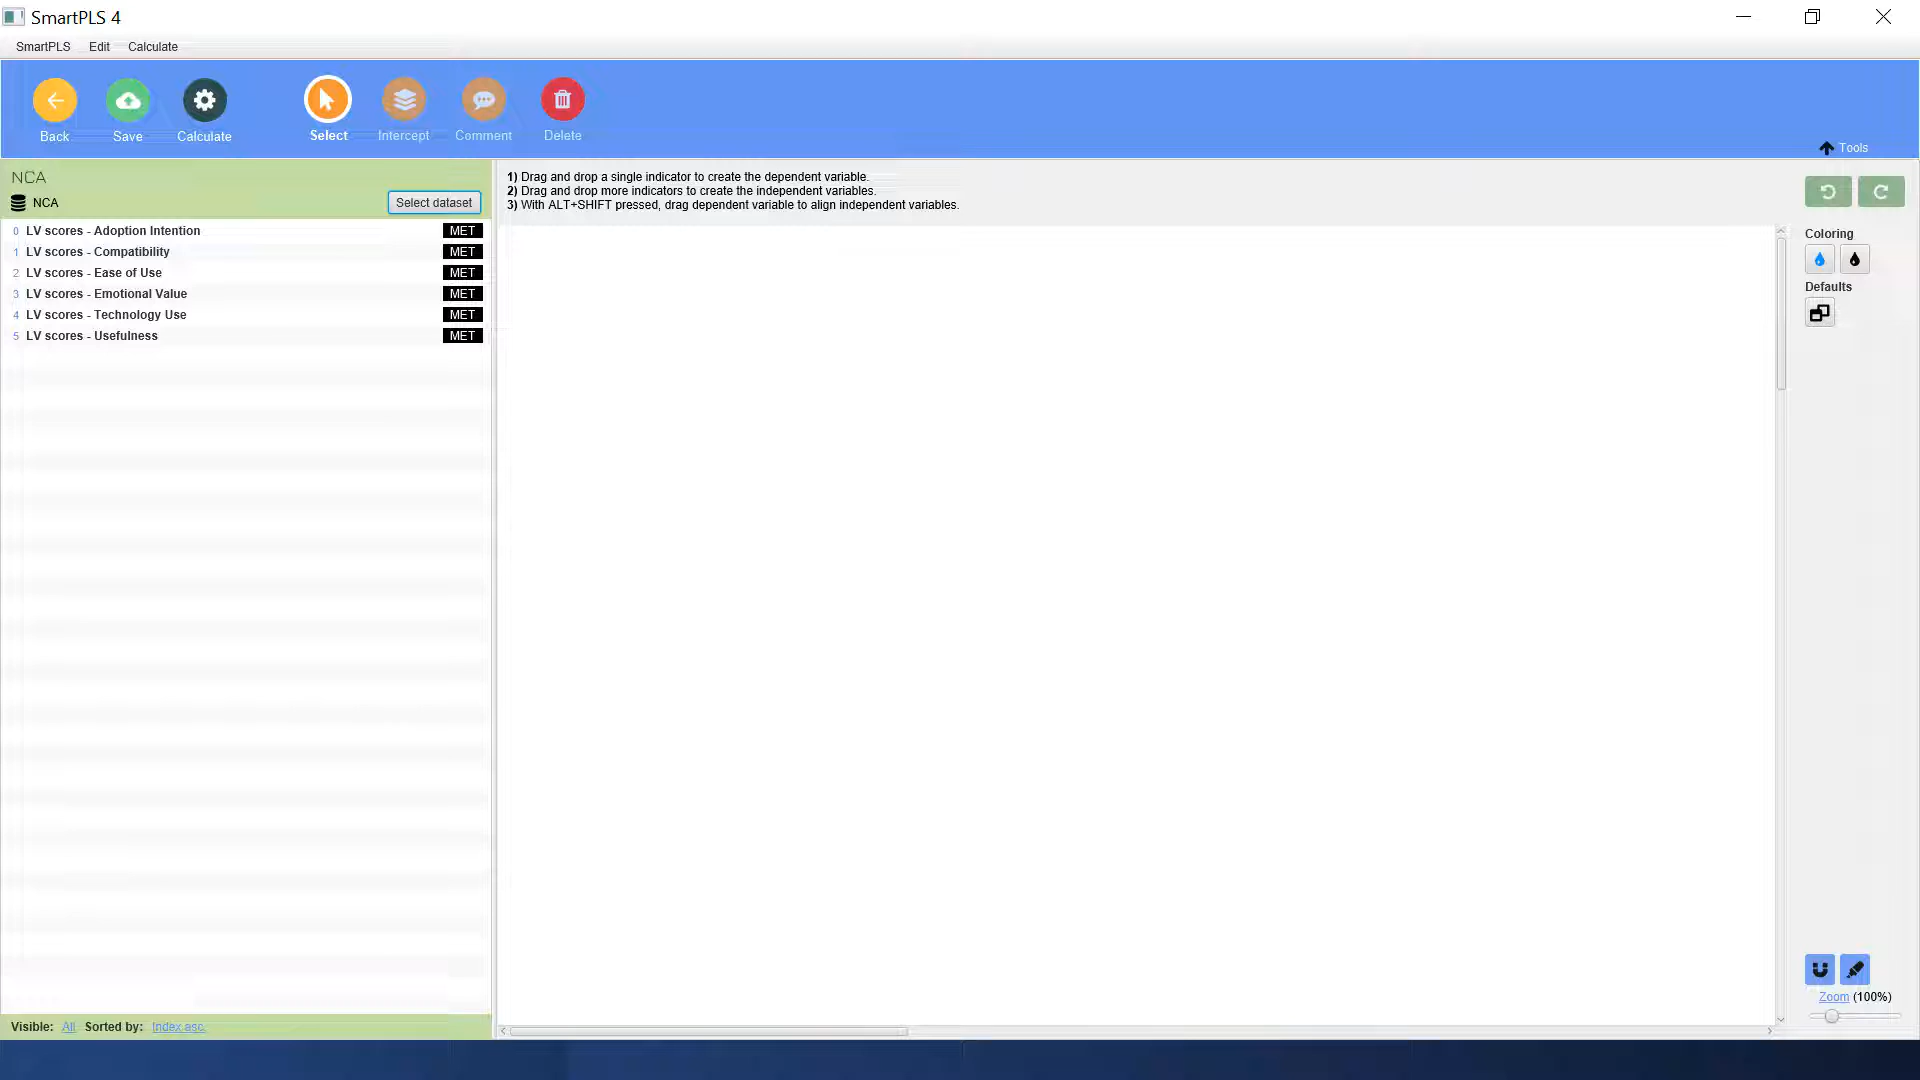 SmartPLS 4
SmartPLS Edit Calculate
Back Save Calculate Select Intercept Comment Delete
Tools
NCA
NCA Select dataset
0 LV scores - Adoption Intention MET
1 LV scores - Compatibility MET
2 LV scores - Ease of Use MET
3 LV scores - Emotional Value MET
4 LV scores - Technology Use MET
5 LV scores - Usefulness MET
1) Drag and drop a single indicator to create the dependent variable.
2) Drag and drop more indicators to create the independent variables.
3) With ALT+SHIFT pressed, drag dependent variable to align independent variables.
Coloring
Defaults
Zoom (100%)
Visible: All Sorted by: Index asc.